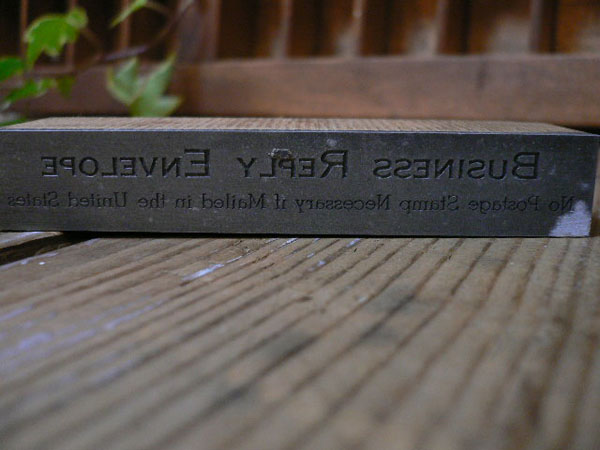 BUSINESS REPLY ENVELOPE
No Postage Stamp Necessary if Mailed in the United States